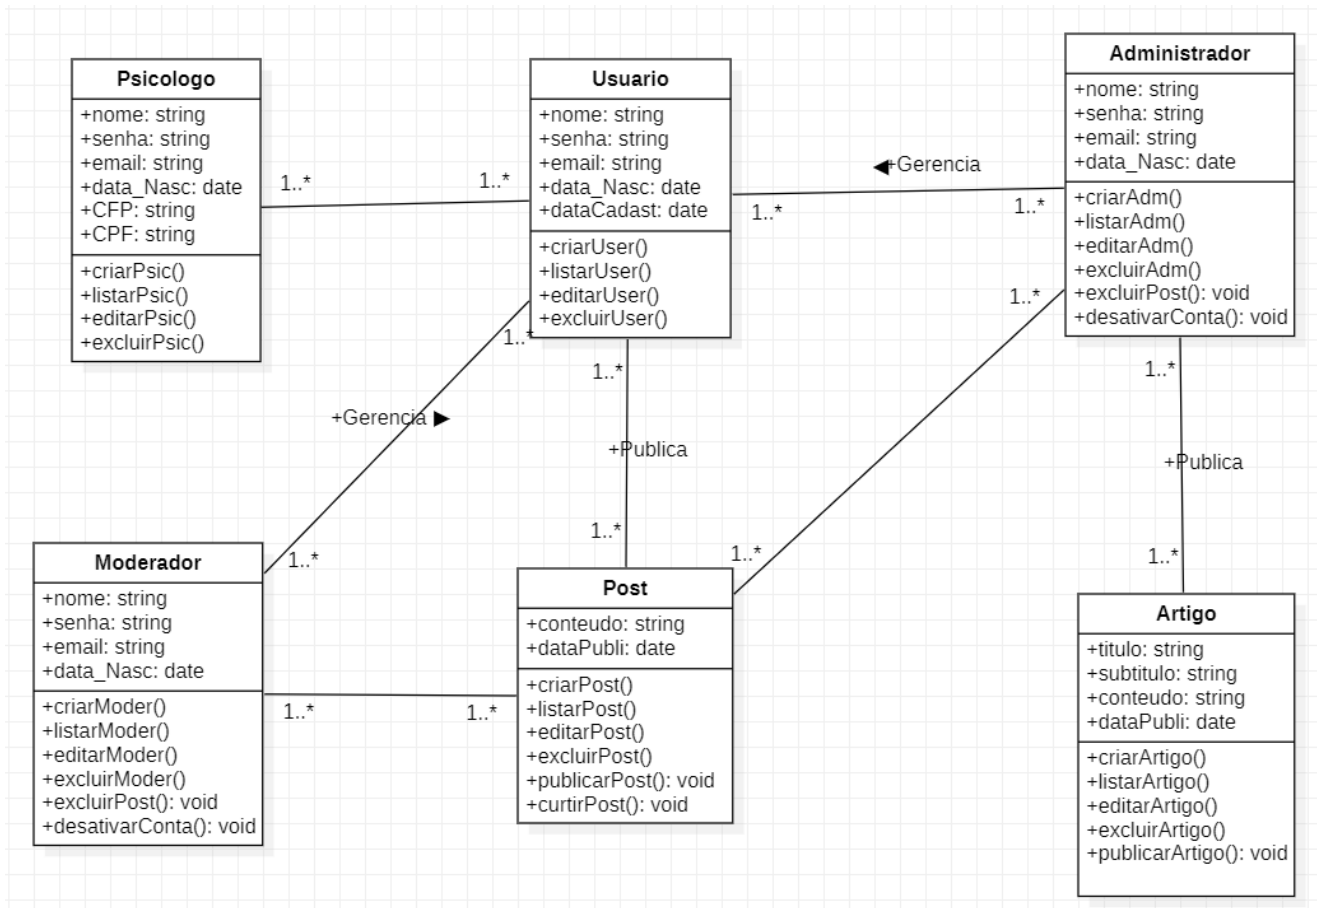 Psicologo
+nome: string
+senha: string
+email: string
+data_Nasc: date
+CFP: string
+CPF: string
+criarPsic()
+listarPsic()
+editarPsic()
+excluirPsic()
1..*
1..*
Usuario
+nome: string
+senha: string
+email: string
+data_Nasc: date
+dataCadast: date
+criarUser()
+listarUser()
+editarUser()
+excluirUser()
+Gerencia
1..*
1..*
Administrador
+nome: string
+senha: string
+email: string
+data_Nasc: date
+criarAdm()
+listarAdm()
+editarAdm()
+excluirAdm()
+excluirPost(): void
+desativarConta(): void
1..*
+Gerencia
1..*
1..*
+Publica
1..*
1..*
1..*
1..*
+Publica
1..*
Moderador
+nome: string
+senha: string
+email: string
+data_Nasc: date
+criarModer()
+listarModer()
+editarModer()
+excluirModer()
+excluirPost(): void
+desativarConta(): void
1..*
1..*
Post
+conteudo: string
+dataPubli: date
+criarPost()
+listarPost()
+editarPost()
+excluirPost()
+publicarPost(): void
+curtirPost(): void
Artigo
+titulo: string
+subtitulo: string
+conteudo: string
+dataPubli: date
+criarArtigo()
+listarArtigo()
+editarArtigo()
+excluirArtigo()
+publicarArtigo(): void